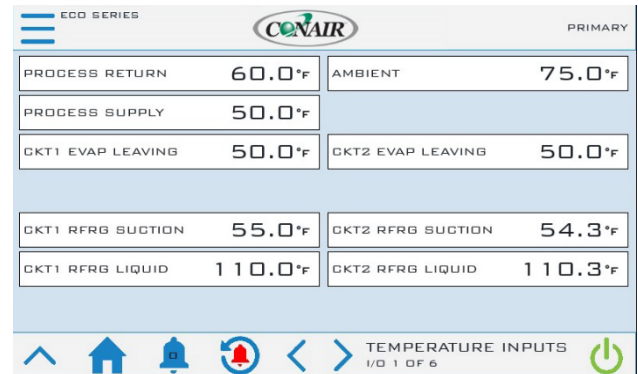 ECO SERIES
CONAIR
PRIMARY
PROCESS RETURN 60.0°F
AMBIENT 75.0°F
PROCESS SUPPLY 50.0°F
CKT1 EVAP LEAVING 50.0°F
CKT2 EVAP LEAVING 50.0°F
CKT1 RFRG SUCTION 55.0°F
CKT2 RFRG SUCTION 54.3°F
CKT1 RFRG LIQUID 110.0°F
CKT2 RFRG LIQUID 110.3°F
0
TEMPERATURE INPUTS
I/O 1 OF 6